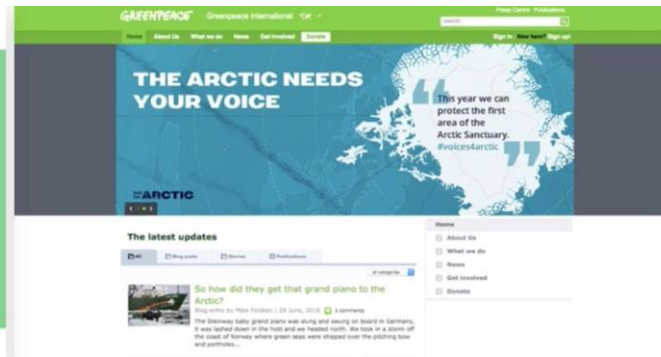 GREENPEACE Greenpeace International
Press Centre Publications
search
Home About Us What we do News Get involved Donate
Sign in New here? Sign up!
THE ARCTIC NEEDS
YOUR VOICE
This year we can
protect the first
area of the
Arctic Sanctuary.
#voices4arctic
ARCTIC
The latest updates
All Blog posts Stories Publications
all categories
So how did they get that grand piano to the
Arctic?
Blog entry by Mike Fincken | 29 June, 2016 3 comments
The Steinway baby grand piano was slung and swung on board in Germany,
it was lashed down in the hold and we headed north. We took in a storm off
the coast of Norway where green seas were shipped over the pitching bow
and portholes...
Home
About Us
What we do
News
Get involved
Donate